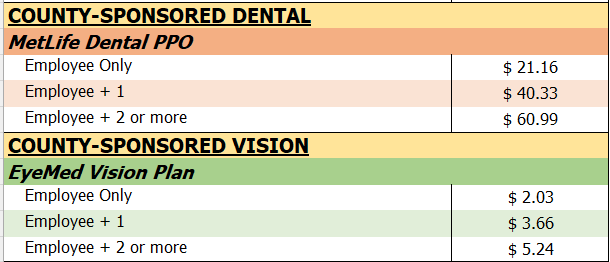 COUNTY-SPONSORED DENTAL
MetLife Dental PPO
Employee Only $ 21.16
Employee + 1 $ 40.33
Employee + 2 or more $ 60.99
COUNTY-SPONSORED VISION
EyeMed Vision Plan
Employee Only $ 2.03
Employee + 1 $ 3.66
Employee + 2 or more $ 5.24